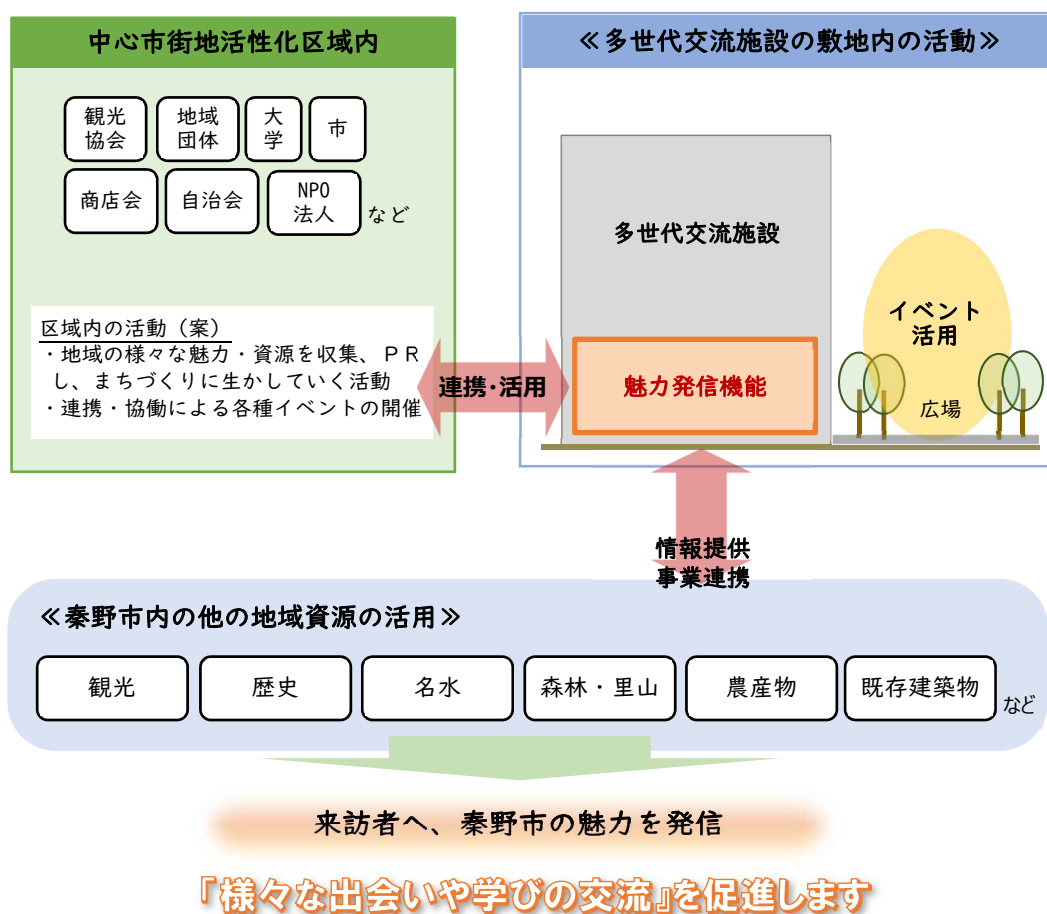 中心市街地活性化区域内
観光
協会
地域
団体
大
学
市
商店会
自治会
NPO
法人
など
区域内の活動（案）
・地域の様々な魅力・資源を収集、ＰＲ
し、まちづくりに生かしていく活動
・連携・協働による各種イベントの開催
連携・活用
≪多世代交流施設の敷地内の活動≫
多世代交流施設
魅力発信機能
イベント
活用
広場
情報提供
事業連携
≪秦野市内の他の地域資源の活用≫
観光
歴史
名水
森林・里山
農産物
既存建築物
など
来訪者へ、秦野市の魅力を発信
『様々な出会いや学びの交流』を促進します